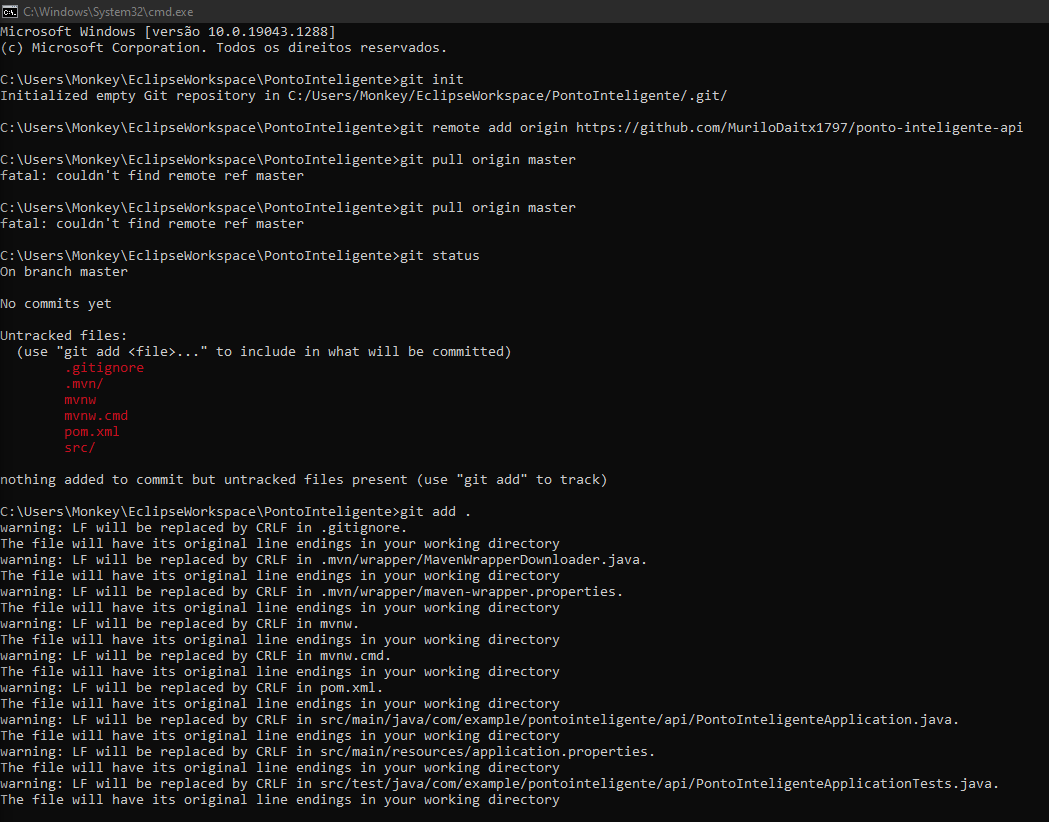 C:\Windows\System32\cmd.exe
Microsoft Windows [versão 10.0.19043.1288]
(c) Microsoft Corporation. Todos os direitos reservados.
C:\Users\Monkey\EclipseWorkspace\PontoInteligente>git init
Initialized empty Git repository in C:/Users/Monkey/EclipseWorkspace/PontoInteligente/.git/
C:\Users\Monkey\EclipseWorkspace\PontoInteligente>git remote add origin https://github.com/MuriloDaitx1797/ponto-inteligente-api
C:\Users\Monkey\EclipseWorkspace\PontoInteligente>git pull origin master
fatal: couldn't find remote ref master
C:\Users\Monkey\EclipseWorkspace\PontoInteligente>git pull origin master
fatal: couldn't find remote ref master
C:\Users\Monkey\EclipseWorkspace\PontoInteligente>git status
On branch master
No commits yet
Untracked files:
  (use "git add <file>..." to include in what will be committed)
        .gitignore
        .mvn/
        mvnw
        mvnw.cmd
        pom.xml
        src/
nothing added to commit but untracked files present (use "git add" to track)
C:\Users\Monkey\EclipseWorkspace\PontoInteligente>git add .
warning: LF will be replaced by CRLF in .gitignore.
The file will have its original line endings in your working directory
warning: LF will be replaced by CRLF in .mvn/wrapper/MavenWrapperDownloader.java.
The file will have its original line endings in your working directory
warning: LF will be replaced by CRLF in .mvn/wrapper/maven-wrapper.properties.
The file will have its original line endings in your working directory
warning: LF will be replaced by CRLF in mvnw.
The file will have its original line endings in your working directory
warning: LF will be replaced by CRLF in mvnw.cmd.
The file will have its original line endings in your working directory
warning: LF will be replaced by CRLF in pom.xml.
The file will have its original line endings in your working directory
warning: LF will be replaced by CRLF in src/main/java/com/example/pontointeligente/api/PontoInteligenteApplication.java.
The file will have its original line endings in your working directory
warning: LF will be replaced by CRLF in src/main/resources/application.properties.
The file will have its original line endings in your working directory
warning: LF will be replaced by CRLF in src/test/java/com/example/pontointeligente/api/PontoInteligenteApplicationTests.java.
The file will have its original line endings in your working directory